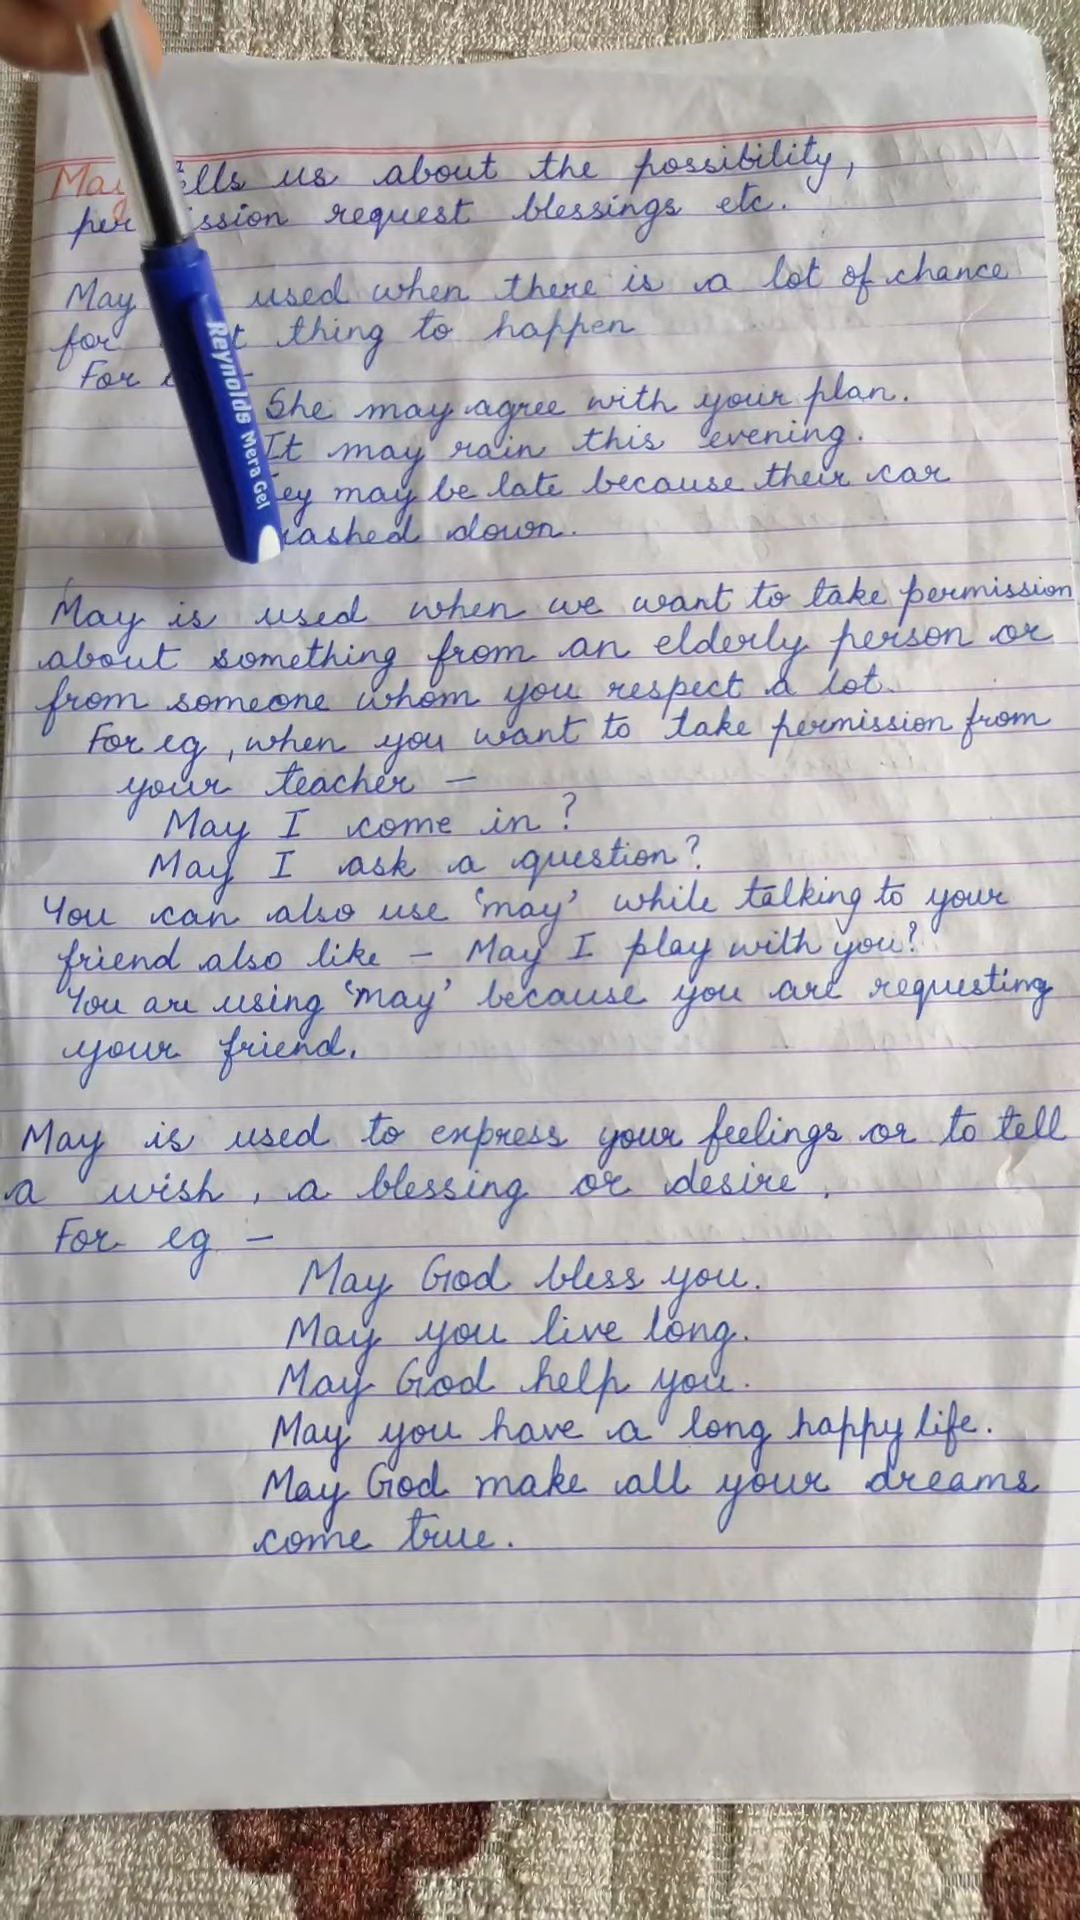 May tells us about the possibility,
permission request blessings etc.
May used when there is a lot of chance
for thing to happen
For
She may agree with your plan.
It may rain this evening.
may be late because their car
down.
May is used when we want to take permission
about something from an elderly person or
from someone whom you respect a lot.
For eg, when you want to take permission from
your teacher —
May I come in?
May I ask a question?
You can also use 'may' while talking to your
friend also like – May I play with you?
You are using 'may' because you are requesting
your friend.
May is used to express your feelings or to tell
a wish, a blessing or desire.
For eg –
May God bless you.
May you live long.
May God help you.
May you have a long happy life.
May God make all your dreams
come true.
Reynolds Mera Gel